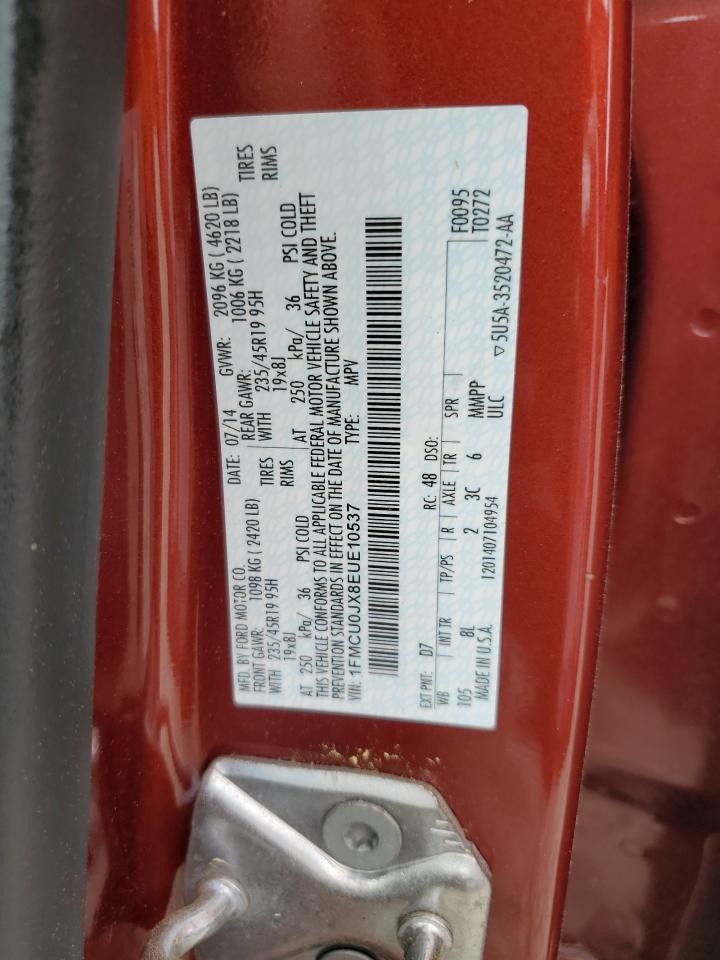 MFD. BY FORD MOTOR CO.
DATE: 07/14 GVWR: 2096 KG ( 4620 LB)
FRONT GAWR: 1098 KG ( 2420 LB) REAR GAWR: 1006 KG ( 2218 LB)
WITH 235/45R19 95H TIRES WITH 235/45R19 95H TIRES
19x8J RIMS 19x8J RIMS
AT 250 kPa/ 36 PSI COLD AT 250 kPa/ 36 PSI COLD
THIS VEHICLE CONFORMS TO ALL APPLICABLE FEDERAL MOTOR VEHICLE SAFETY AND THEFT
PREVENTION STANDARDS IN EFFECT ON THE DATE OF MANUFACTURE SHOWN ABOVE.
VIN: 1FMCU0JX8EUE10537 TYPE: MPV
EXT PNT: D7 RC: 48 DSO: F0095
WB INT TR TP/PS R AXLE TR SPR T0272
105 8L 2 3C 6 MMPP
MADE IN U.S.A. ULC
1201407104954 ▽5U5A-3520472-AA